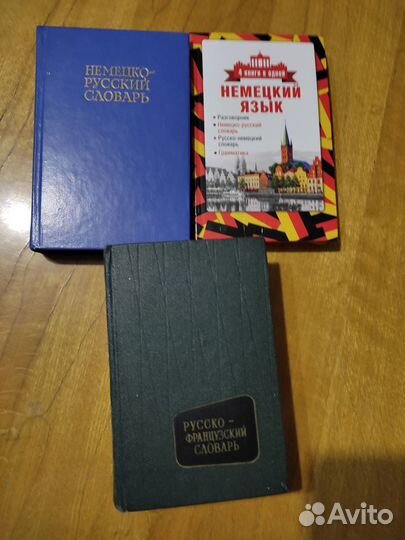 НЕМЕЦКО-
РУССКИЙ
СЛОВАРЬ
4 книги в одной
НЕМЕЦКИЙ
ЯЗЫК
• Разговорник
• Немецко-русский
словарь
• Русско-немецкий
словарь
• Грамматика
РУССКО-
ФРАНЦУЗСКИЙ
СЛОВАРЬ
Avito